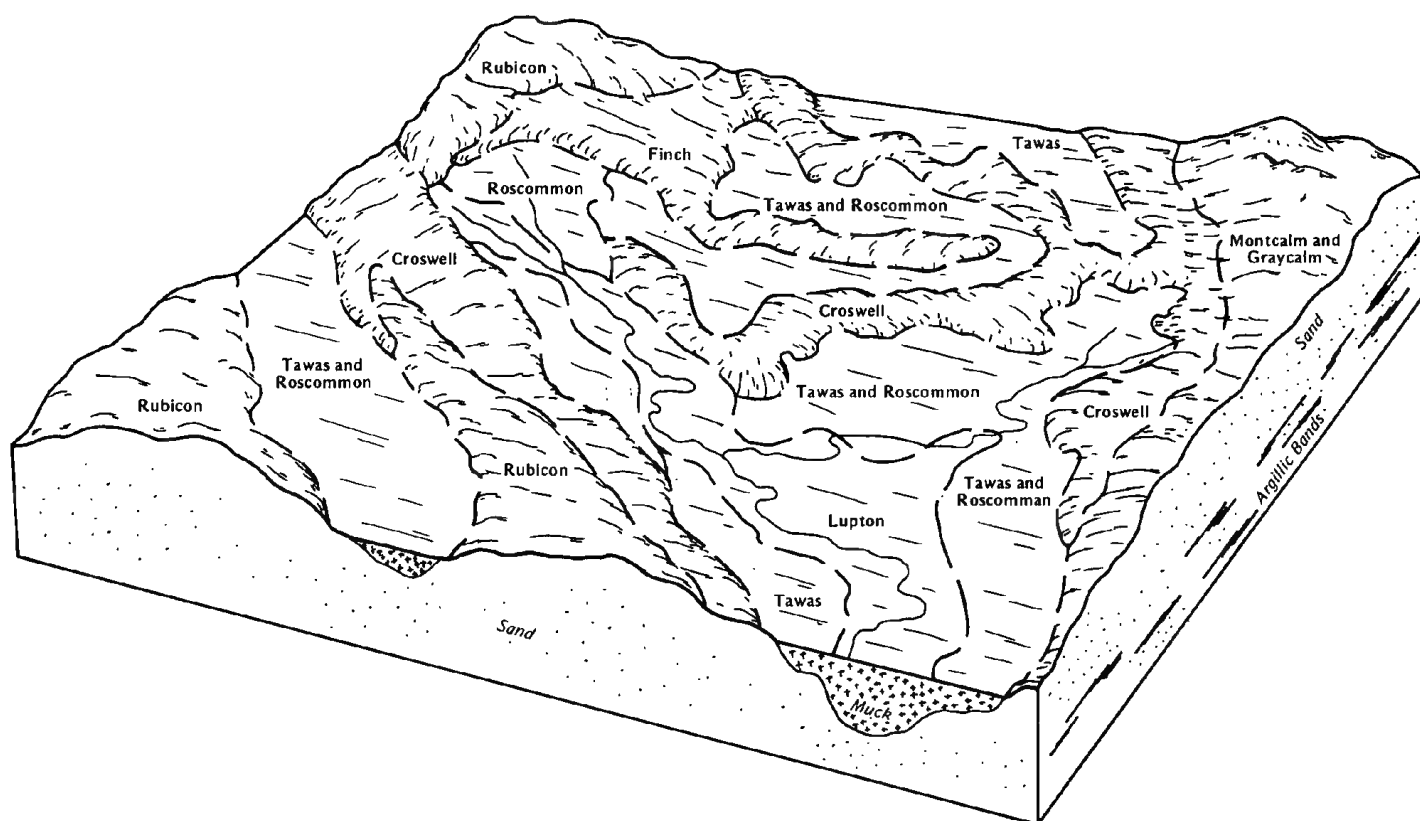 Rubicon
Tawas
Finch
Roscommon
Tawas and Roscommon
Montcalm and
Graycalm
Croswell
Croswell
Sand
Tawas and
Roscommon
Tawas and Roscommon
Rubicon
Croswell
Argillic Bands
Rubicon
Tawas and
Roscomman
Lupton
Tawas
Sand
Muck